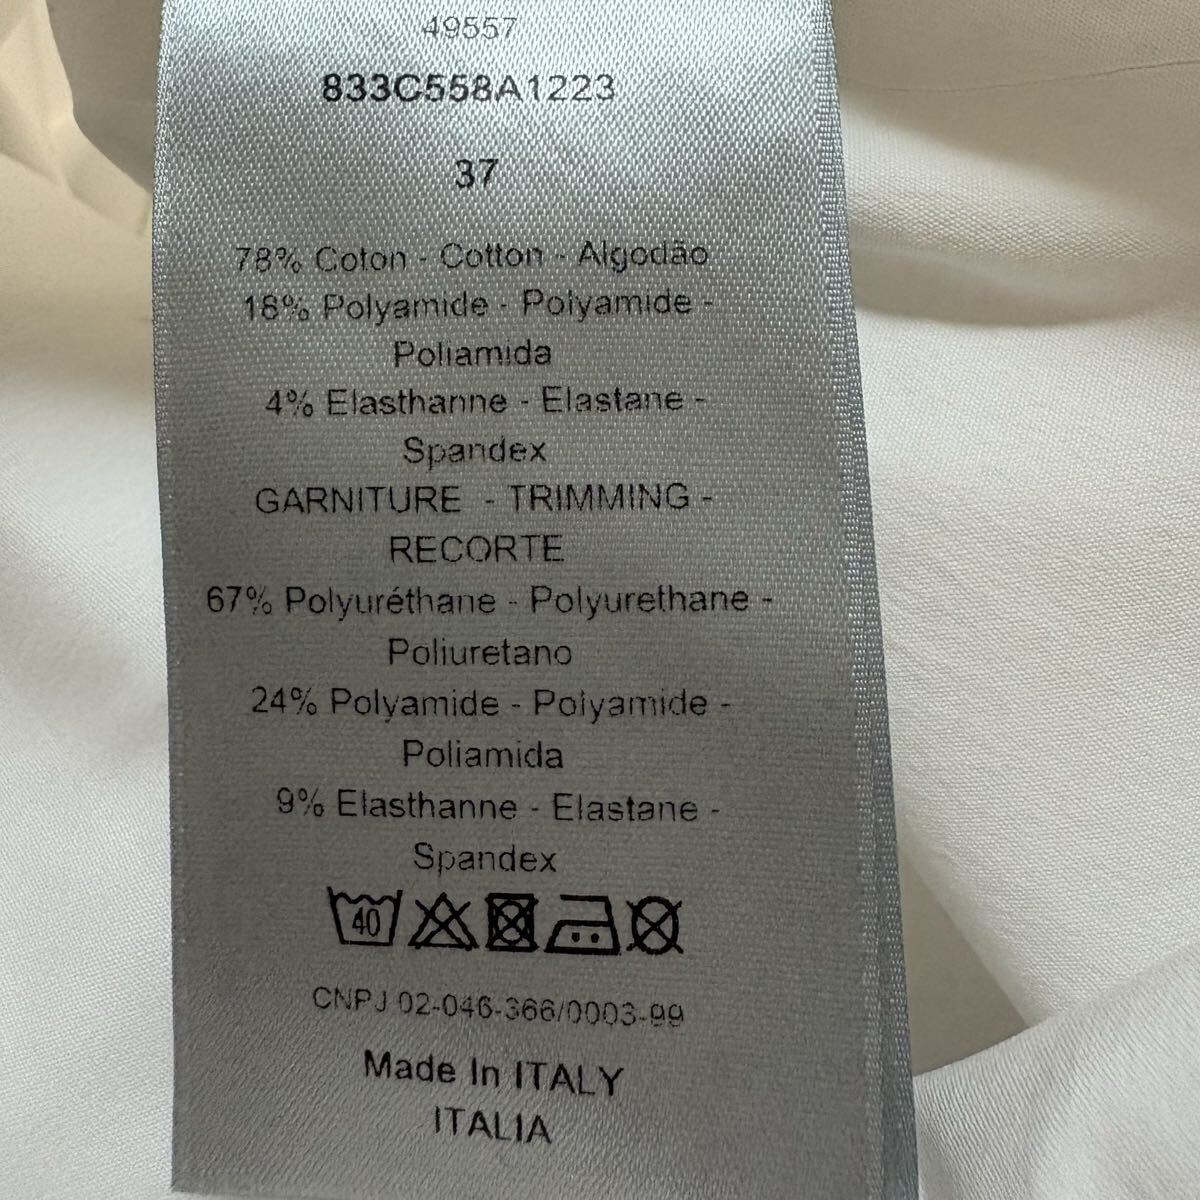 49557
833C558A1223
37
78% Coton - Cotton - Algodão
18% Polyamide - Polyamide -
Poliamida
4% Elasthanne - Elastane -
Spandex
GARNITURE - TRIMMING -
RECORTE
67% Polyuréthane - Polyurethane -
Poliuretano
24% Polyamide - Polyamide -
Poliamida
9% Elasthanne - Elastane -
Spandex
40
CNPJ 02-046-366/0003-99
Made In ITALY
ITALIA